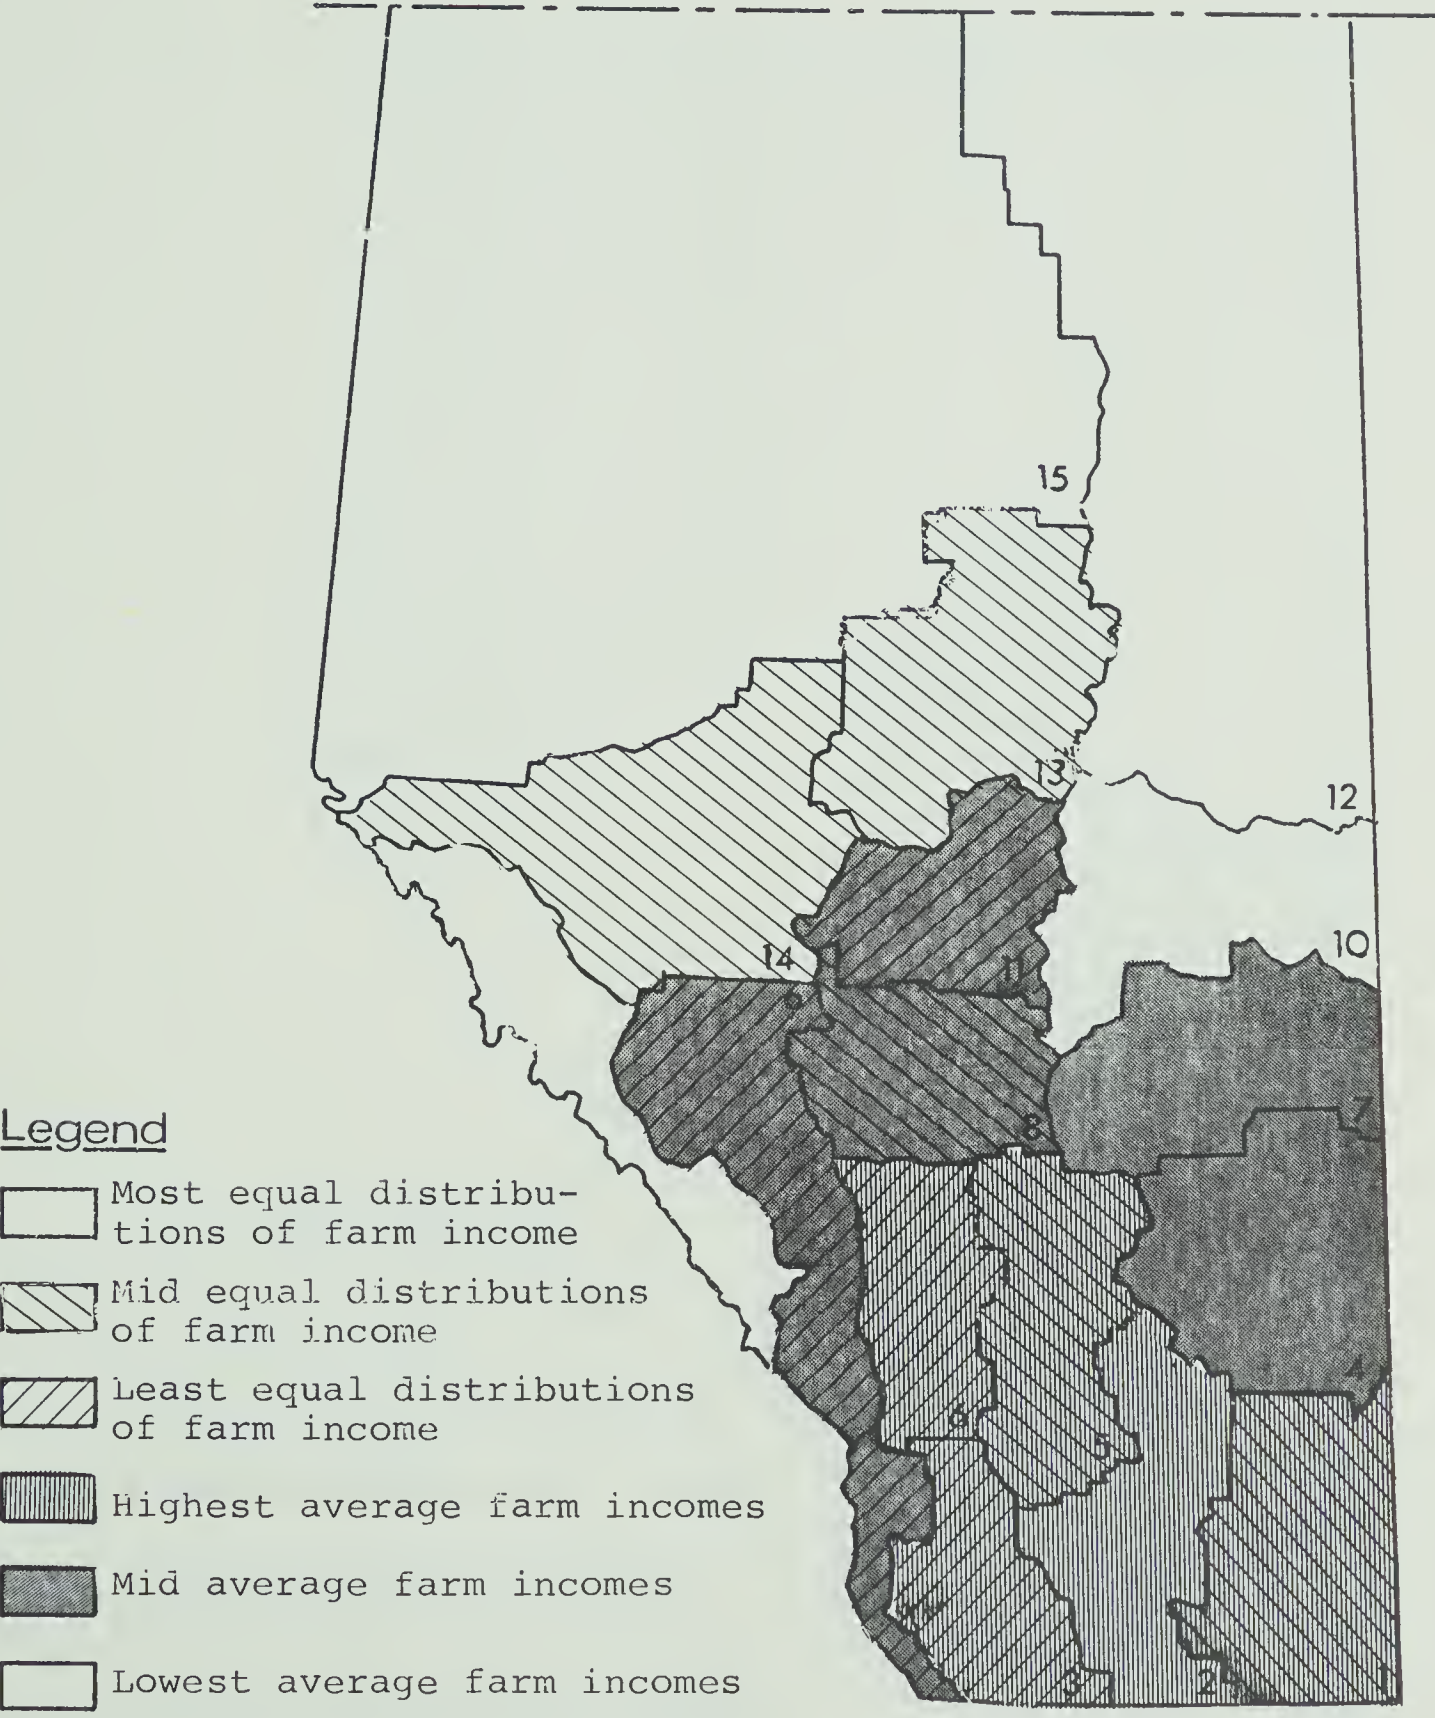 15
13
12
14
11
10
9
8
7
4
6
5
3
2
1
Legend
Most equal distribu-
tions of farm income
Mid equal distributions
of farm income
Least equal distributions
of farm income
Highest average farm incomes
Mid average farm incomes
Lowest average farm incomes